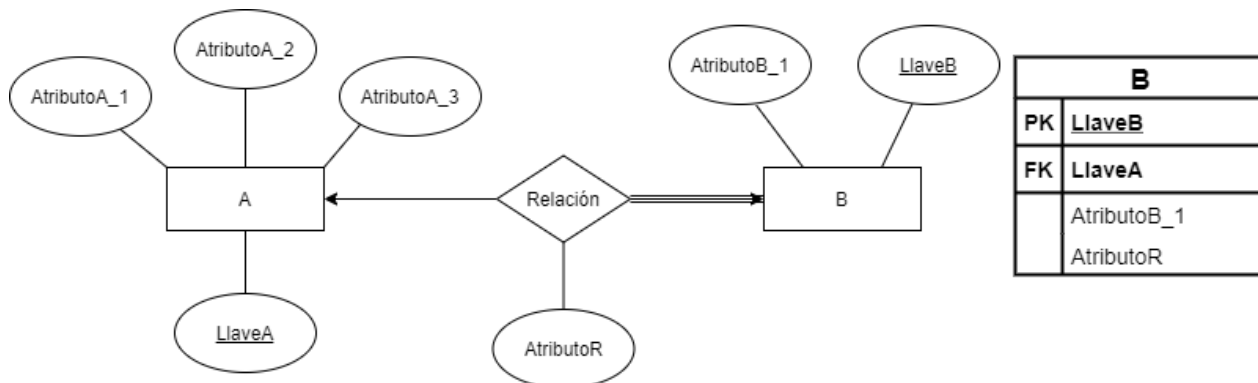 AtributoA_1
AtributoA_2
AtributoA_3
A
LlaveA
Relación
AtributoR
AtributoB_1
LlaveB
B
B
PK LlaveB
FK LlaveA
AtributoB_1
AtributoR